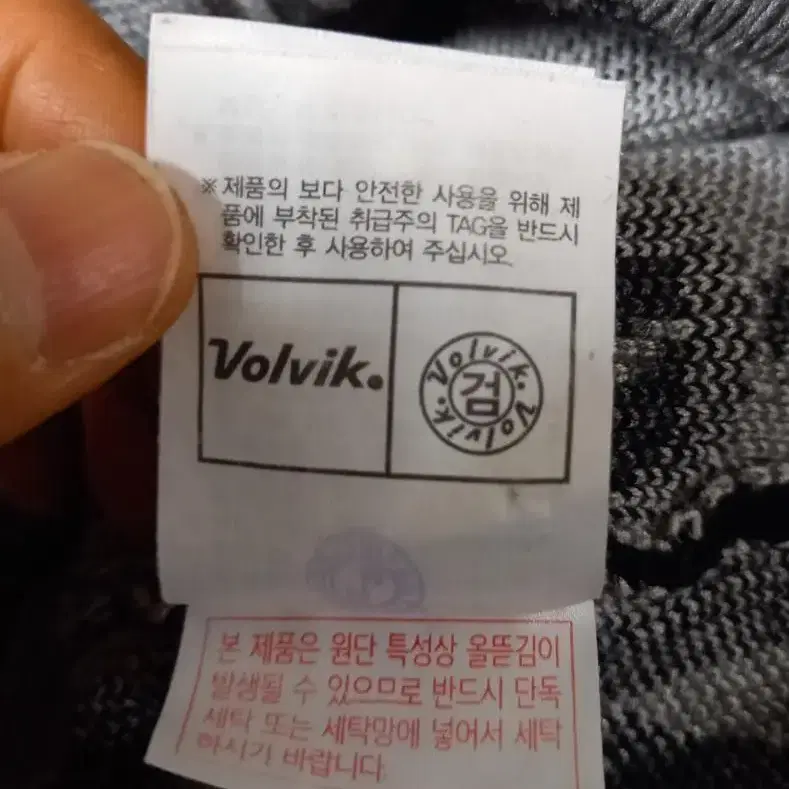 ※ 제품의 보다 안전한 사용을 위해 제
품에 부착된 취급주의 TAG을 반드시
확인한 후 사용하여 주십시오.
Volvik.
Volvik. Volvik.
검
본 제품은 원단 특성상 올뜯김이
발생될 수 있으므로 반드시 단독
세탁 또는 세탁망에 넣어서 세탁
하시기 바랍니다.